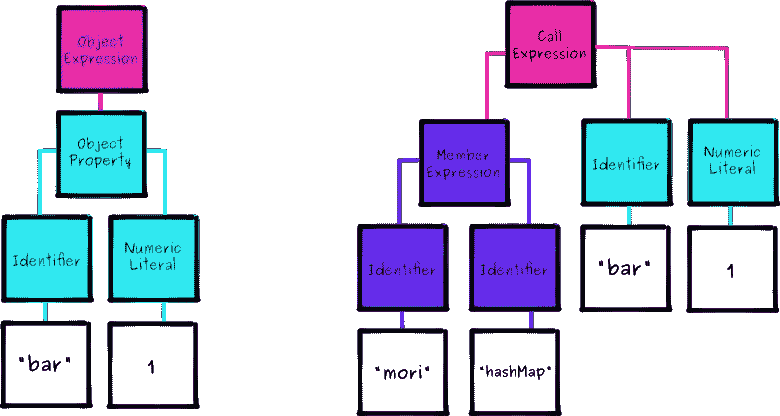 Object
Expression
Object
Property
Identifier
Numeric
Literal
"bar"
1
Call
Expression
Member
Expression
Identifier
Numeric
Literal
Identifier
Identifier
"bar"
1
"mori"
"hashMap"